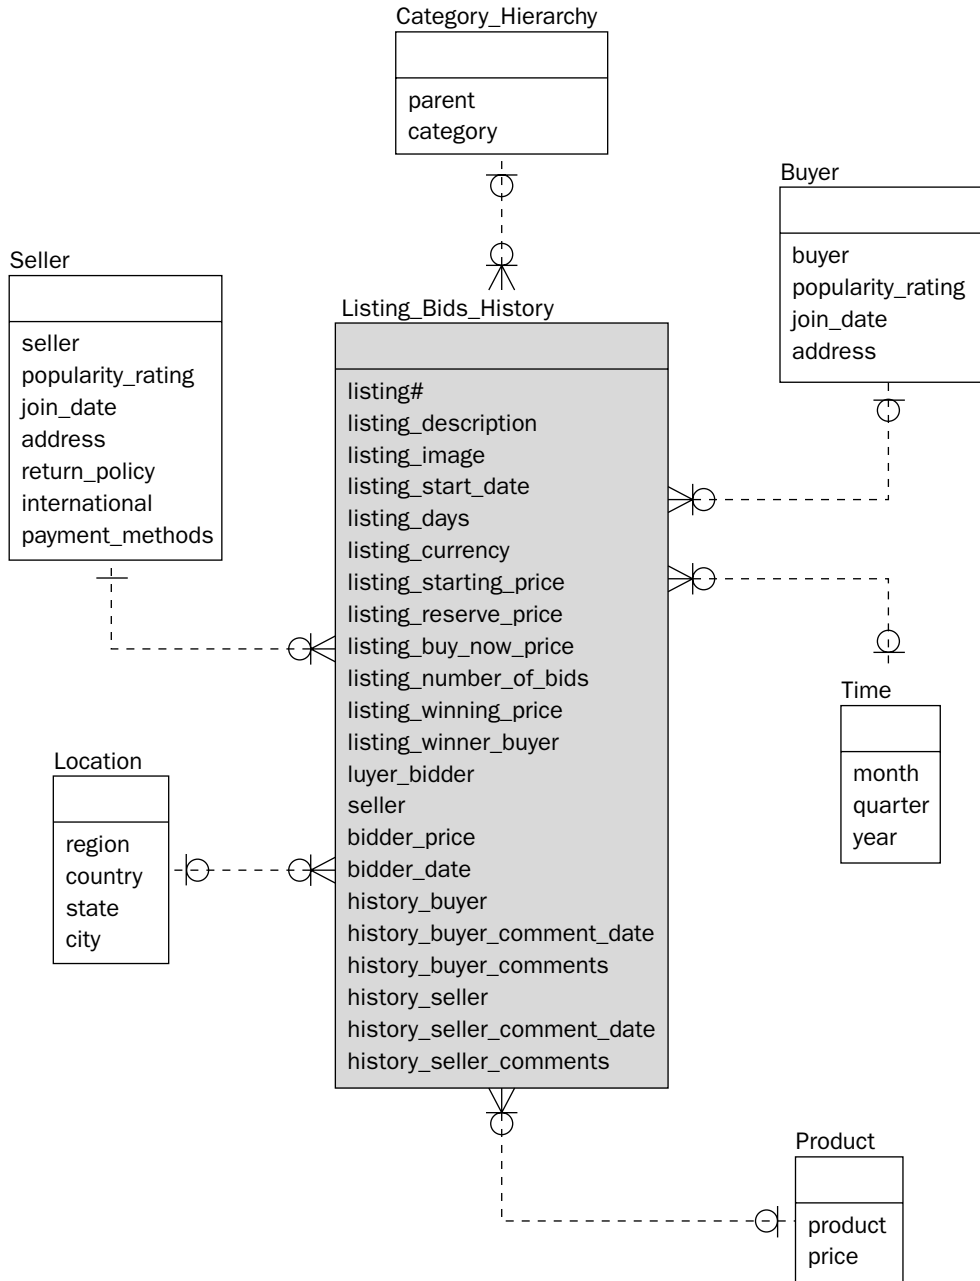 Category_Hierarchy
parent
category
Buyer
buyer
popularity_rating
join_date
address
Seller
seller
popularity_rating
join_date
address
return_policy
international
payment_methods
Listing_Bids_History
listing#
listing_description
listing_image
listing_start_date
listing_days
listing_currency
listing_starting_price
listing_reserve_price
listing_buy_now_price
listing_number_of_bids
listing_winning_price
listing_winner_buyer
luyer_bidder
seller
bidder_price
bidder_date
history_buyer
history_buyer_comment_date
history_buyer_comments
history_seller
history_seller_comment_date
history_seller_comments
Time
month
quarter
year
Location
region
country
state
city
Product
product
price